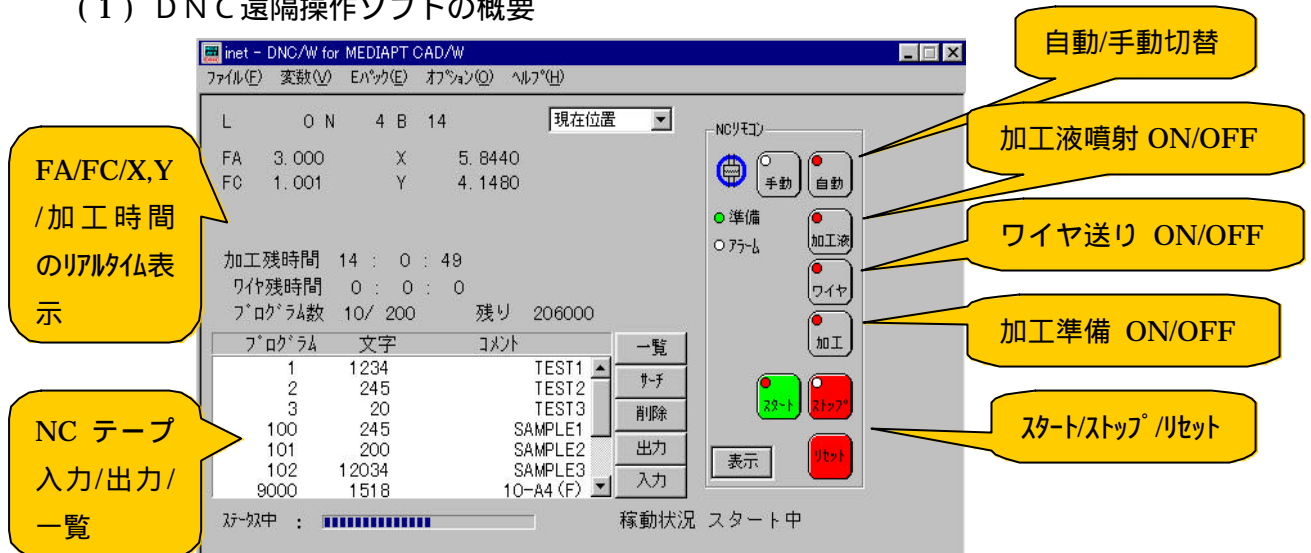 (1) DNC遠隔操作ソフトの概要
inet - DNC/W for MEDIAPT CAD/W
ファイル(F) 変数(V) Eパック(E) オプション(O) ヘルプ(H)
L 0 N 4 B 14
現在位置
FA 3.000 X 5.8440
FC 1.001 Y 4.1480
加工残時間 14 : 0 : 49
ワイヤ残時間 0 : 0 : 0
プログラム数 10/ 200 残り 206000
プログラム 文字 コメント
1 1234 TEST1
2 245 TEST2
3 20 TEST3
100 245 SAMPLE1
101 200 SAMPLE2
102 12034 SAMPLE3
9000 1518 10-A4(F)
一覧
サーチ
削除
出力
入力
ステータス中 :
稼動状況 スタート中
NCリモコン
手動
自動
準備
アラーム
加工液
ワイヤ
加工
スタート
ストップ
表示
リセット
FA/FC/X,Y
/加工時間
のリアルタイム表
示
NC テープ
入力/出力/
一覧
自動/手動切替
加工液噴射 ON/OFF
ワイヤ送り ON/OFF
加工準備 ON/OFF
スタート/ストップ/リセット